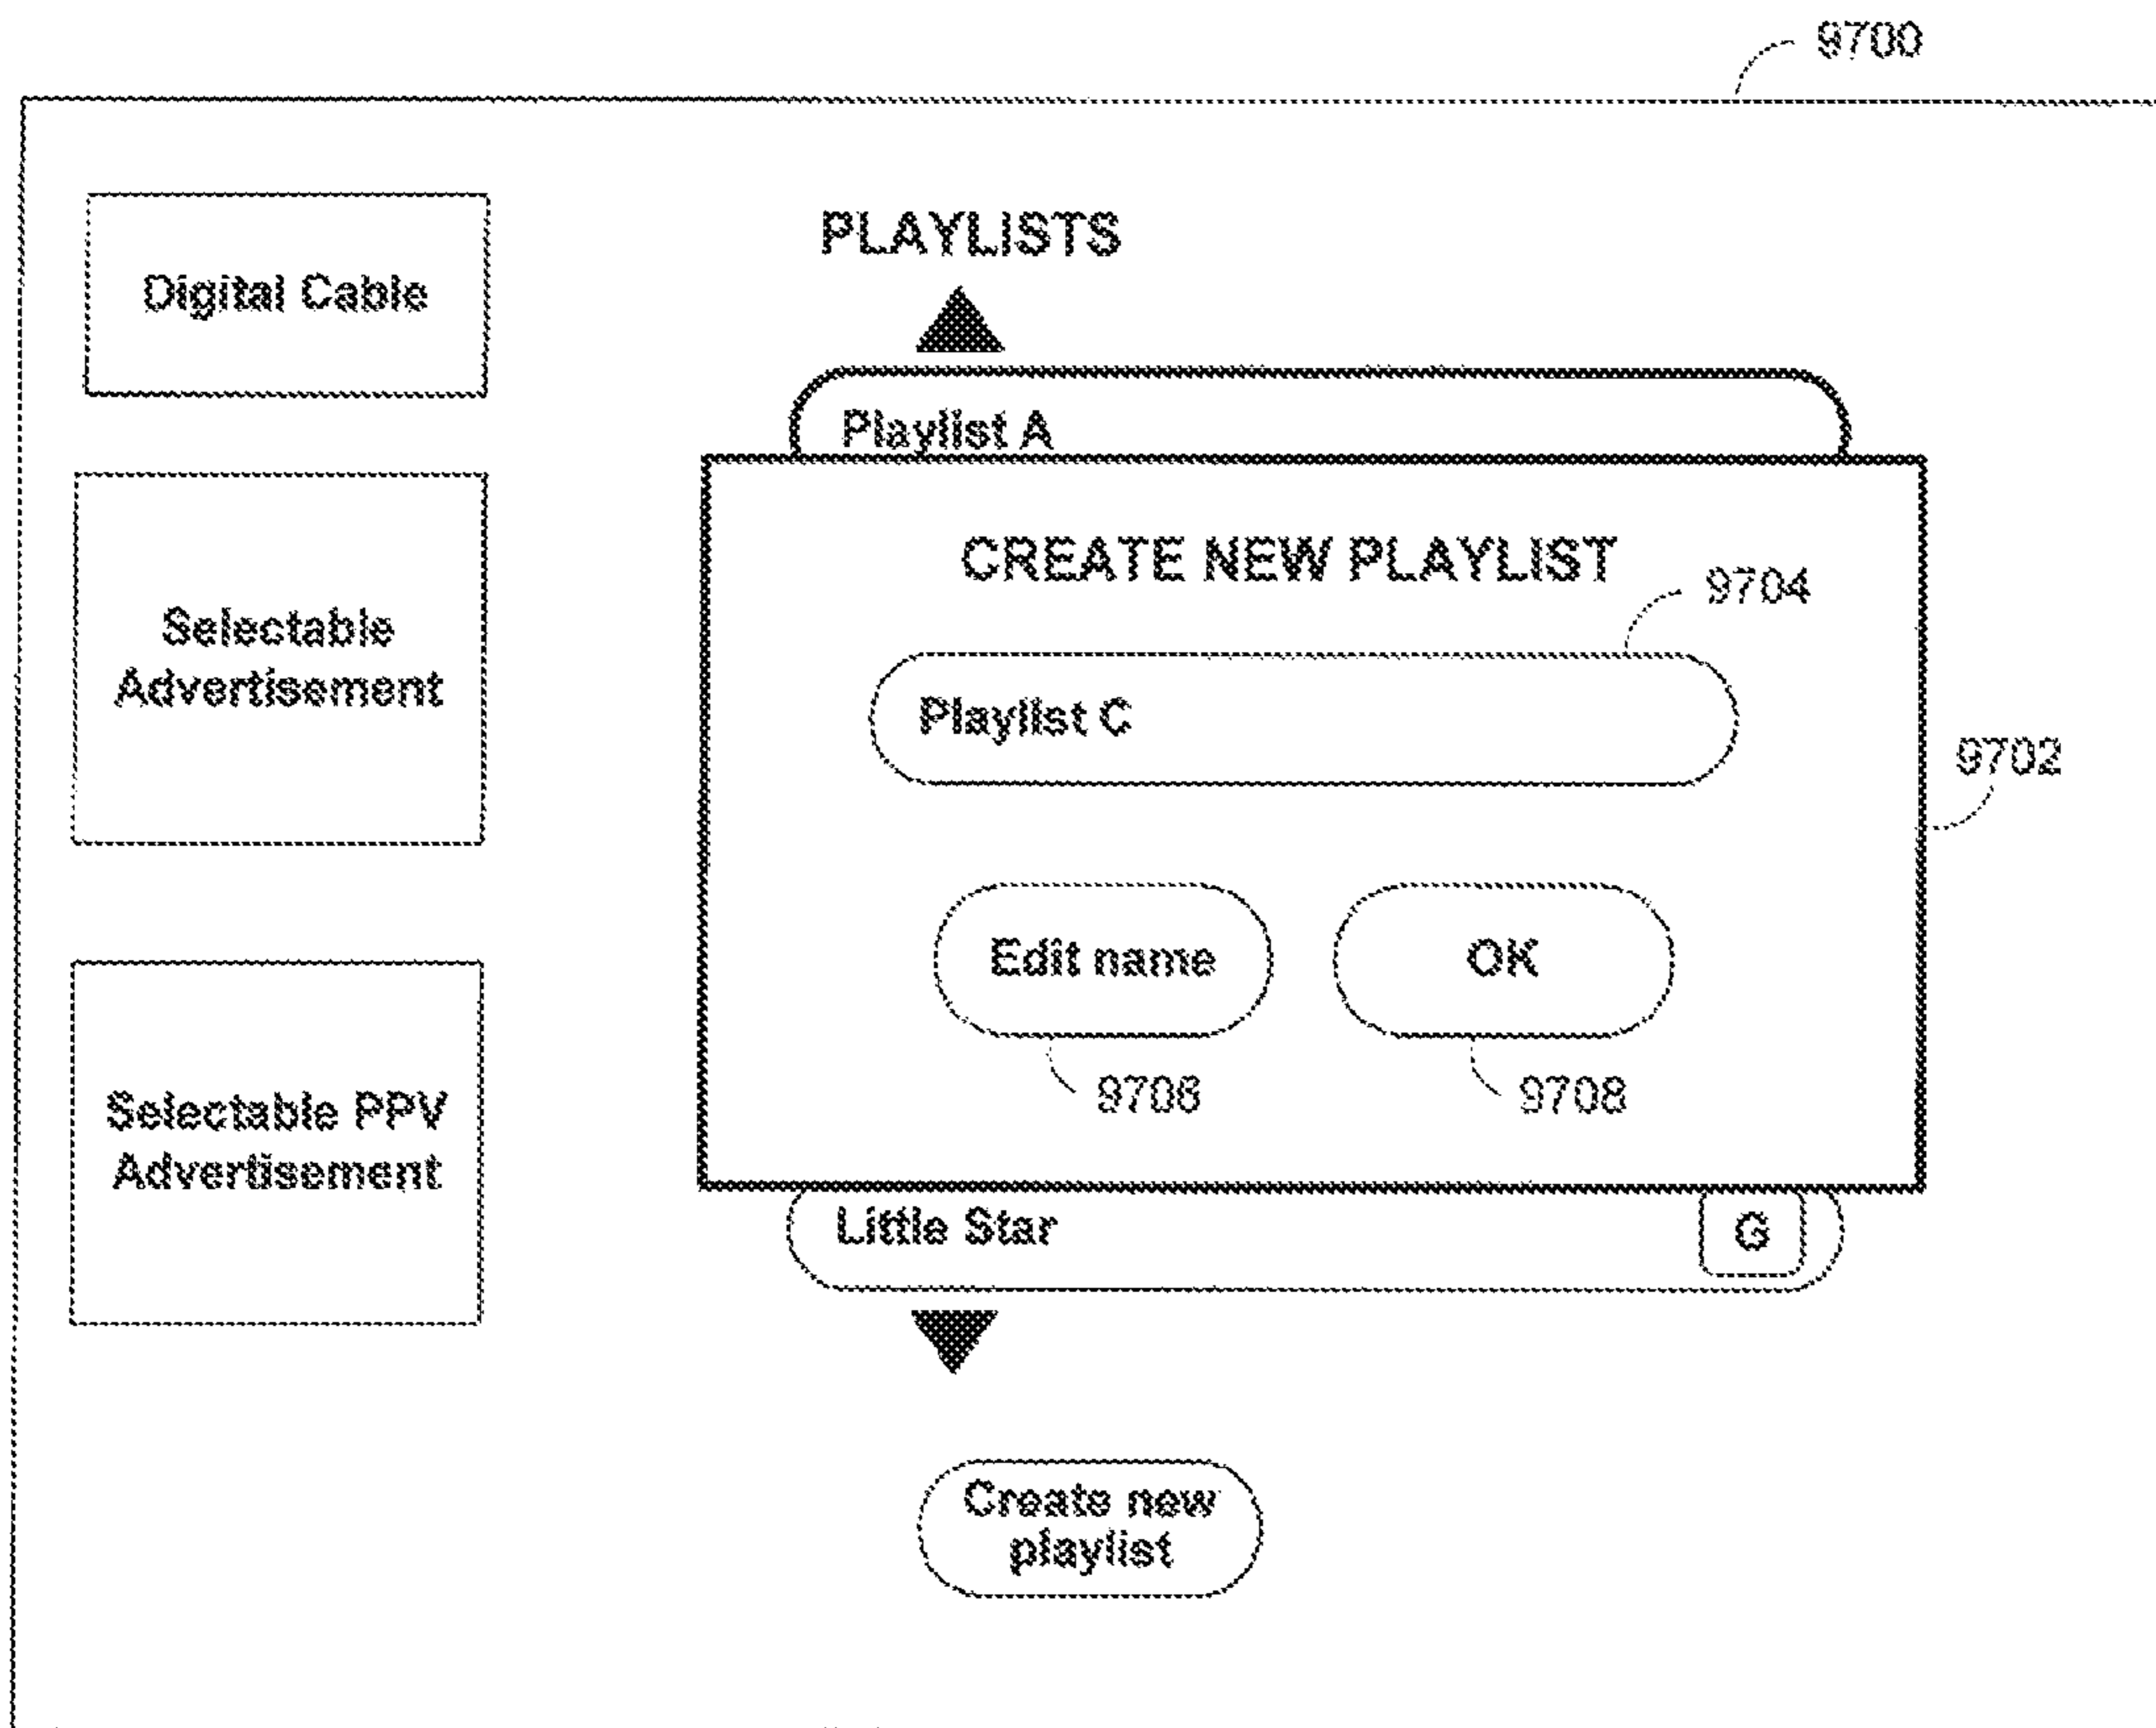 9700
Digital Cable
Selectable
Advertisement
Selectable PPV
Advertisement
PLAYLISTS
Playlist A
CREATE NEW PLAYLIST
9704
Playlist C
9702
Edit name
OK
9706
9708
Little Star
G
Create new
playlist